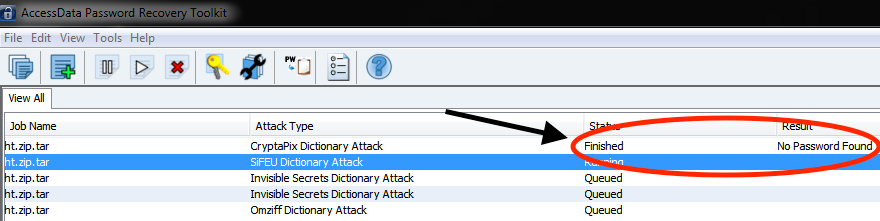 AccessData Password Recovery Toolkit
File Edit View Tools Help
PW
View All
Job Name Attack Type Status Result
ht.zip.tar CryptaPix Dictionary Attack Finished No Password Found
ht.zip.tar SiFEU Dictionary Attack Running
ht.zip.tar Invisible Secrets Dictionary Attack Queued
ht.zip.tar Invisible Secrets Dictionary Attack Queued
ht.zip.tar Omziff Dictionary Attack Queued